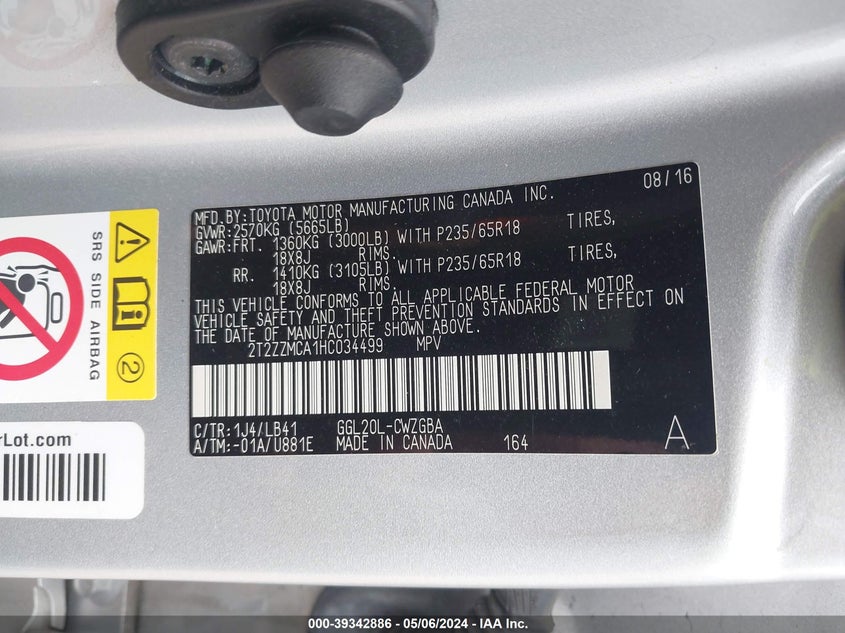 MFD.BY:TOYOTA MOTOR MANUFACTURING CANADA INC. 08/16
GVWR:2570KG (5665LB)
GAWR:FRT. 1360KG (3000LB) WITH P235/65R18 TIRES,
18X8J RIMS.
RR. 1410KG (3105LB) WITH P235/65R18 TIRES,
18X8J RIMS.
THIS VEHICLE CONFORMS TO ALL APPLICABLE FEDERAL MOTOR
VEHICLE SAFETY AND THEFT PREVENTION STANDARDS IN EFFECT ON
THE DATE OF MANUFACTURE SHOWN ABOVE.
2T2ZZMCA1HC034499 MPV
C/TR:1J4/LB41 GGL20L-CWZGBA
A/TM:-01A/U881E MADE IN CANADA 164 A
SRS SIDE AIRBAG
2
rLot.com
000-39342886 - 05/06/2024 - IAA Inc.